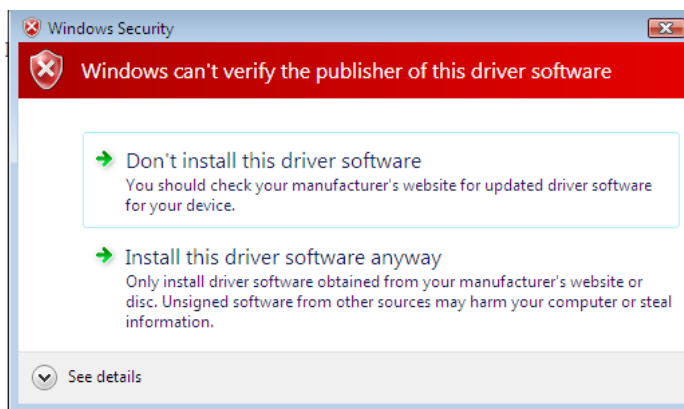 Windows Security
Windows can't verify the publisher of this driver software
Don't install this driver software
You should check your manufacturer's website for updated driver software
for your device.
Install this driver software anyway
Only install driver software obtained from your manufacturer's website or
disc. Unsigned software from other sources may harm your computer or steal
information.
See details